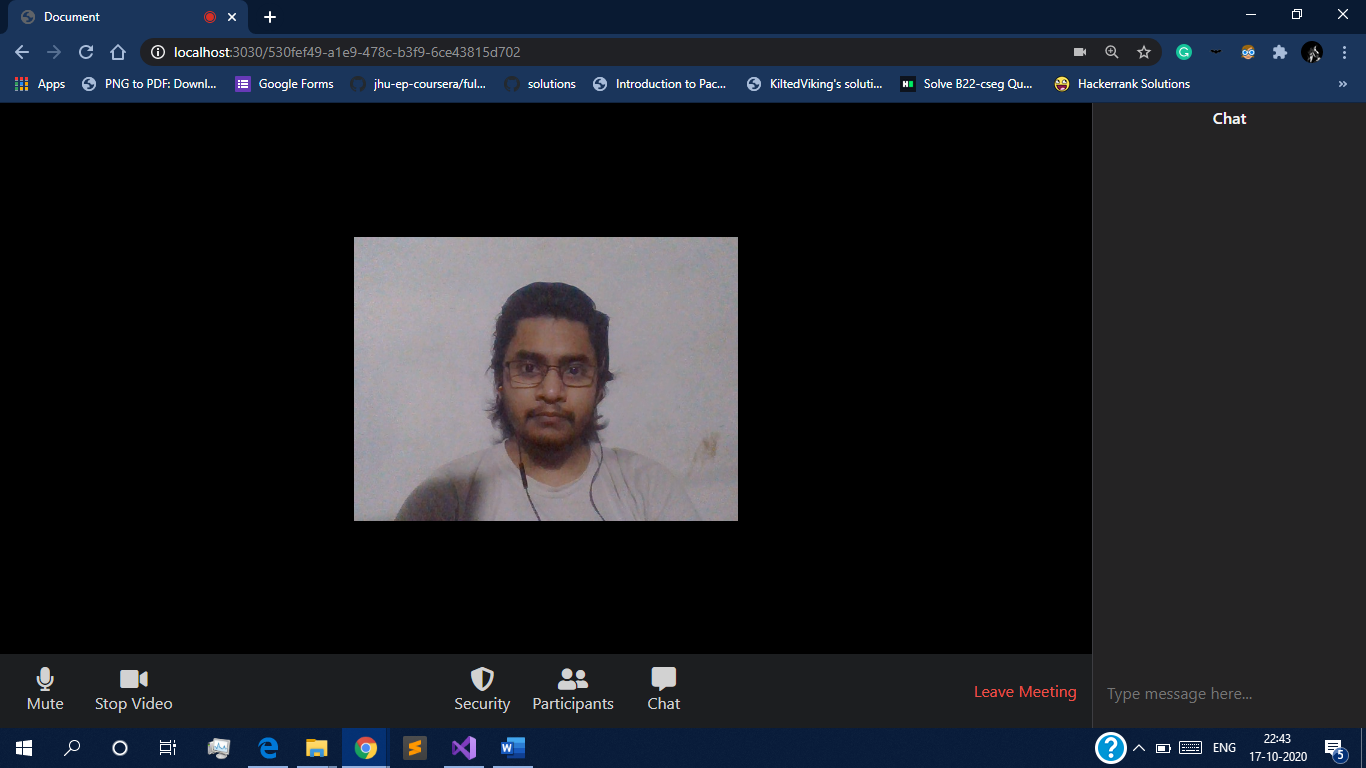 Document
localhost:3030/530fef49-a1e9-478c-b3f9-6ce43815d702
Apps PNG to PDF: Downl... Google Forms jhu-ep-coursera/ful... solutions Introduction to Pac... KiltedViking's soluti... Solve B22-cseg Qu... Hackerrank Solutions »
Chat
Mute Stop Video Security Participants Chat Leave Meeting
Type message here...
ENG
22:43
17-10-2020
5